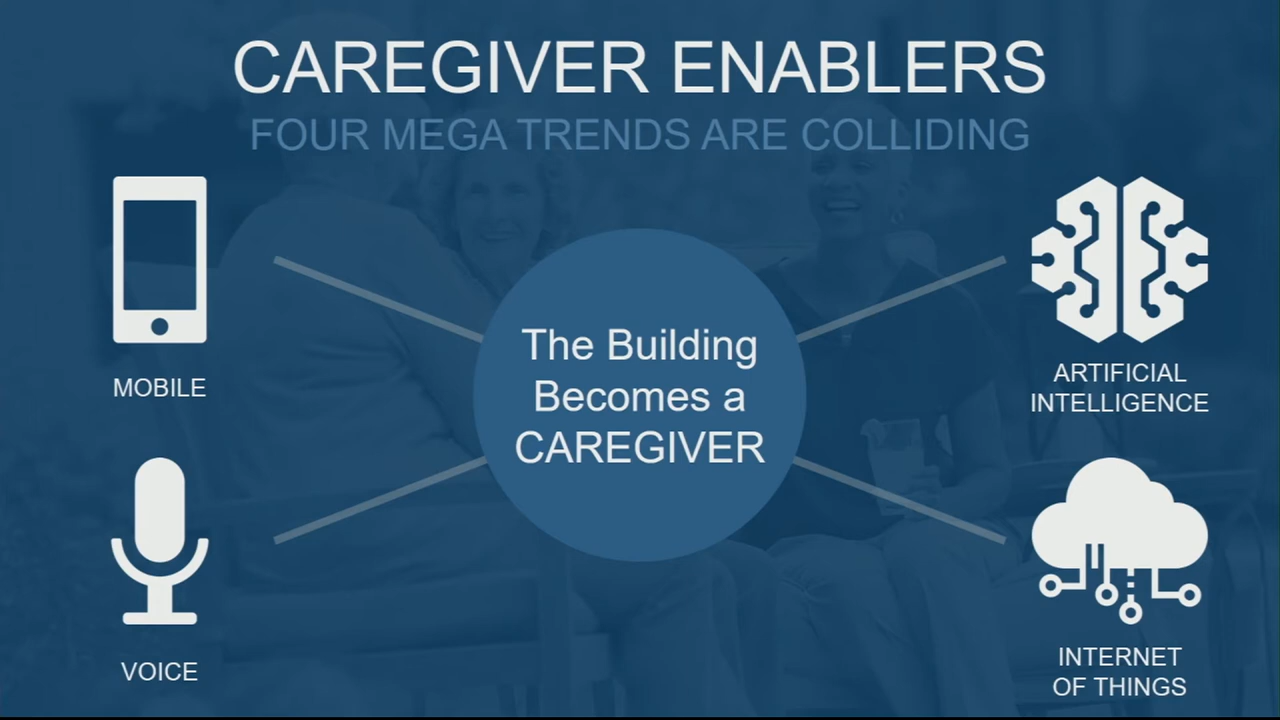 CAREGIVER ENABLERS
FOUR MEGA TRENDS ARE COLLIDING
MOBILE
ARTIFICIAL
INTELLIGENCE
The Building
Becomes a
CAREGIVER
VOICE
INTERNET
OF THINGS